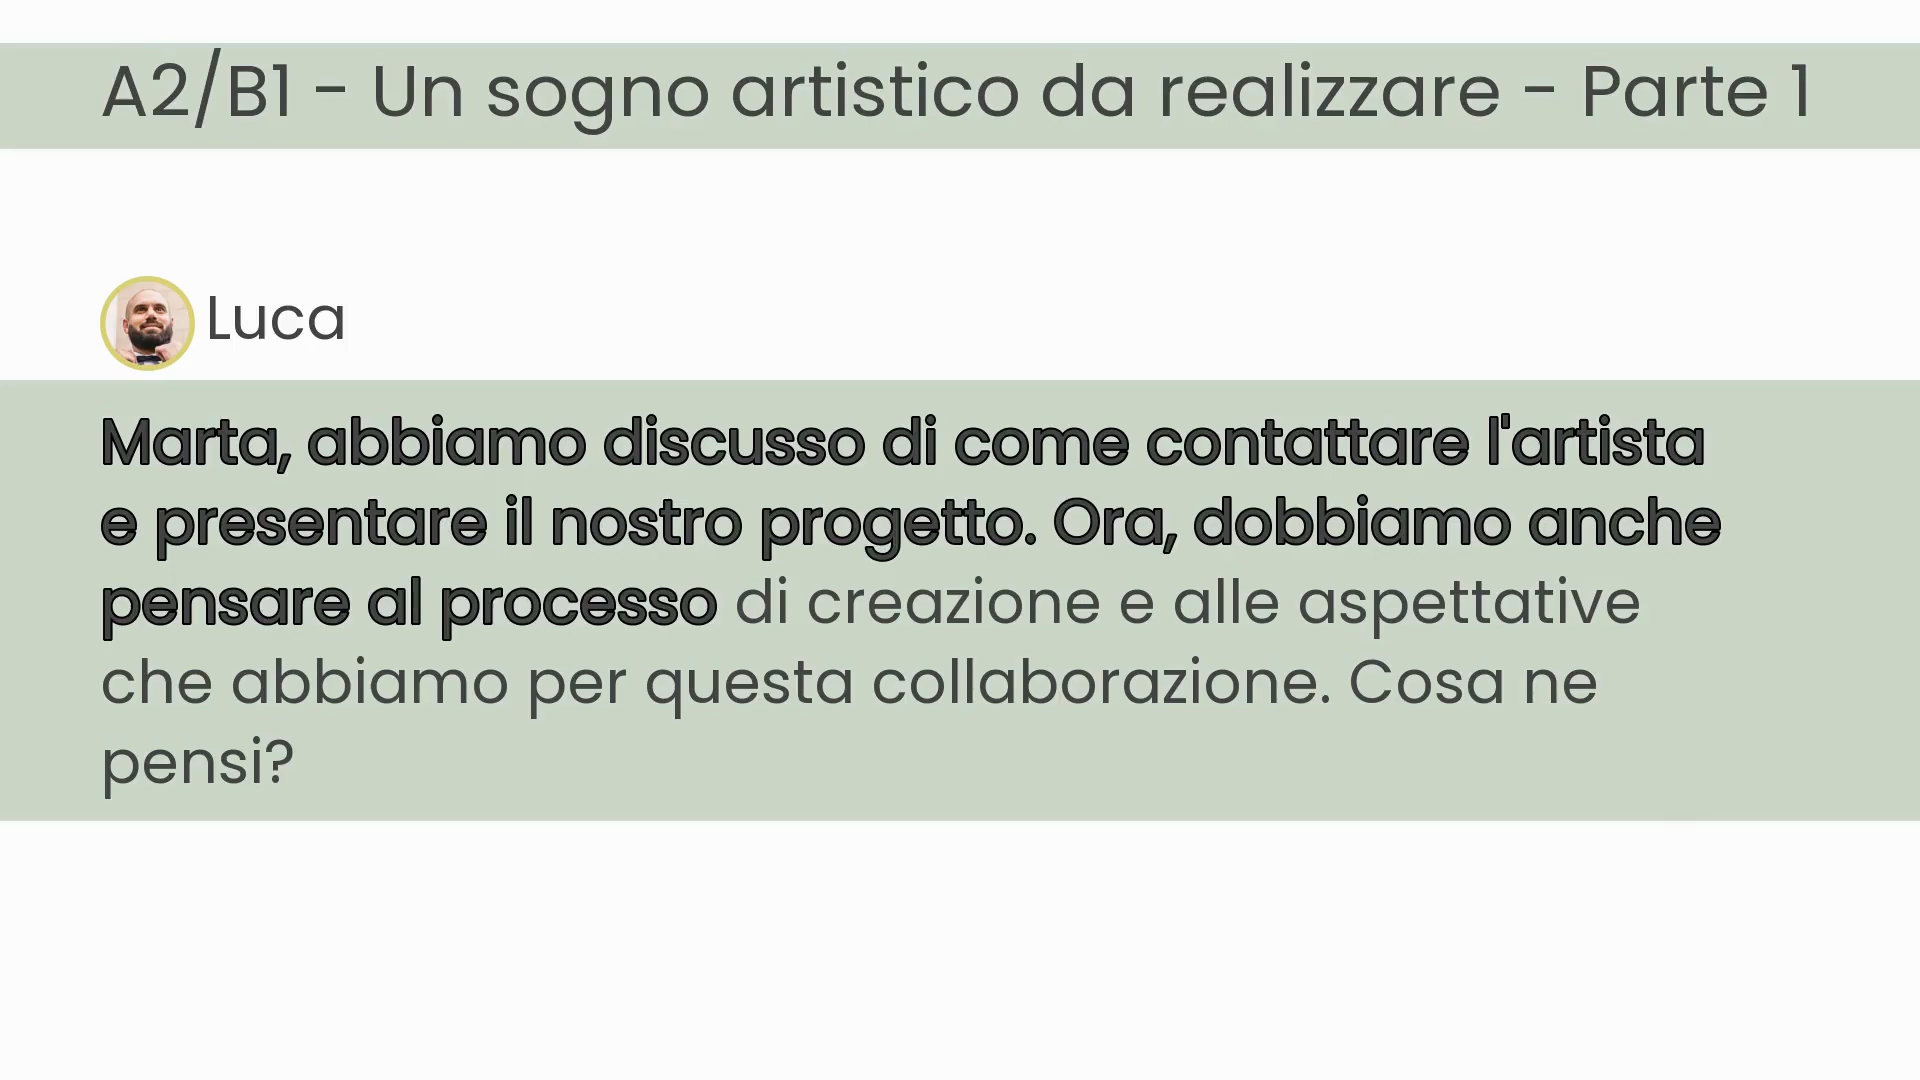 A2/B1 - Un sogno artistico da realizzare - Parte 1
Luca
Marta, abbiamo discusso di come contattare l'artista
e presentare il nostro progetto. Ora, dobbiamo anche
pensare al processo di creazione e alle aspettative
che abbiamo per questa collaborazione. Cosa ne
pensi?